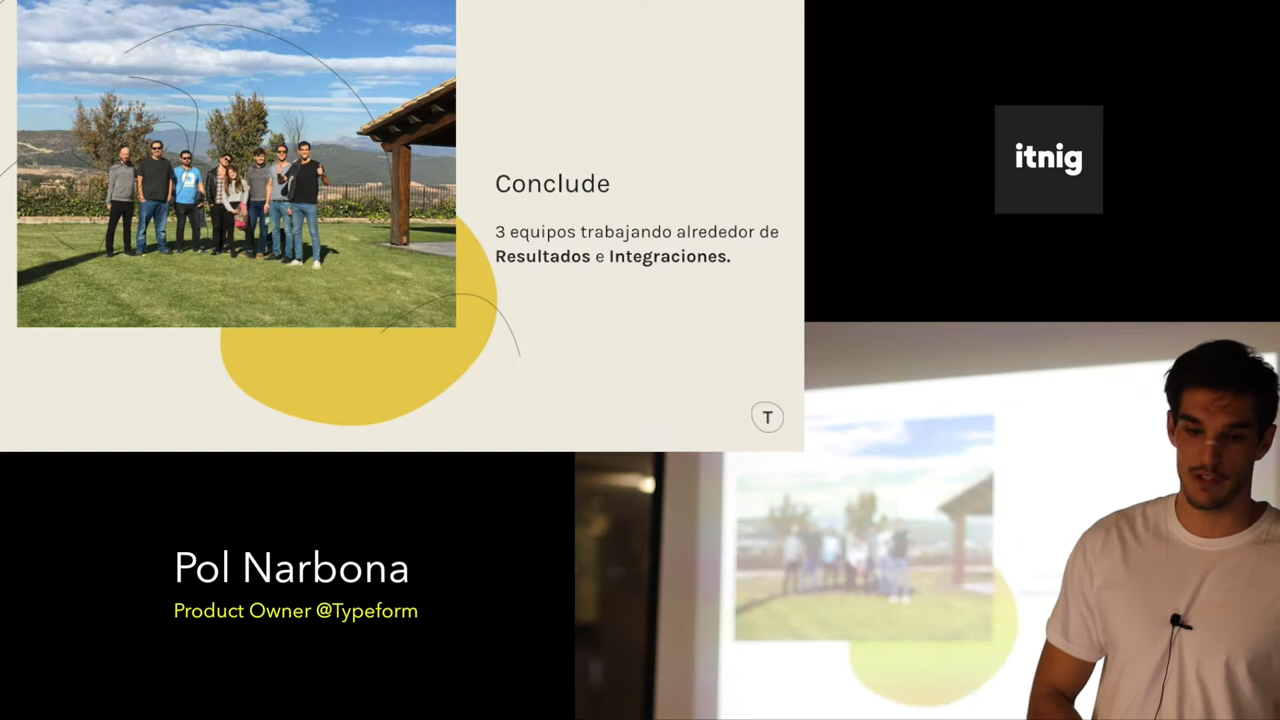 Conclude
3 equipos trabajando alrededor de
Resultados e Integraciones.
T
itnig
Pol Narbona
Product Owner @Typeform